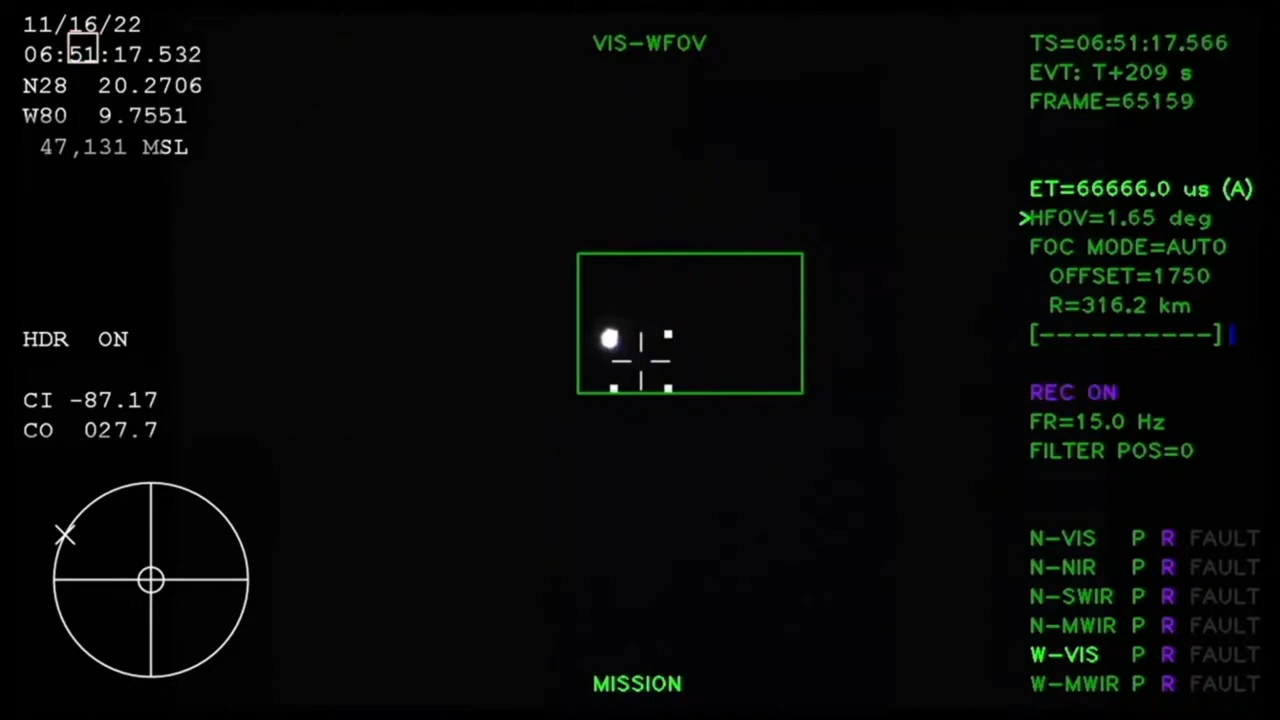 11/16/22
06:51:17.532
N28 20.2706
W80 9.7551
47,131 MSL
HDR ON
CI -87.17
CO 027.7
VIS-WFOV
MISSION
TS=06:51:17.566
EVT: T+209 s
FRAME=65159
ET=66666.0 us (A)
>HFOV=1.65 deg
FOC MODE=AUTO
OFFSET=1750
R=316.2 km
[----------]
REC ON
FR=15.0 Hz
FILTER POS=0
N-VIS P R FAULT
N-NIR P R FAULT
N-SWIR P R FAULT
N-MWIR P R FAULT
W-VIS P R FAULT
W-MWIR P R FAULT